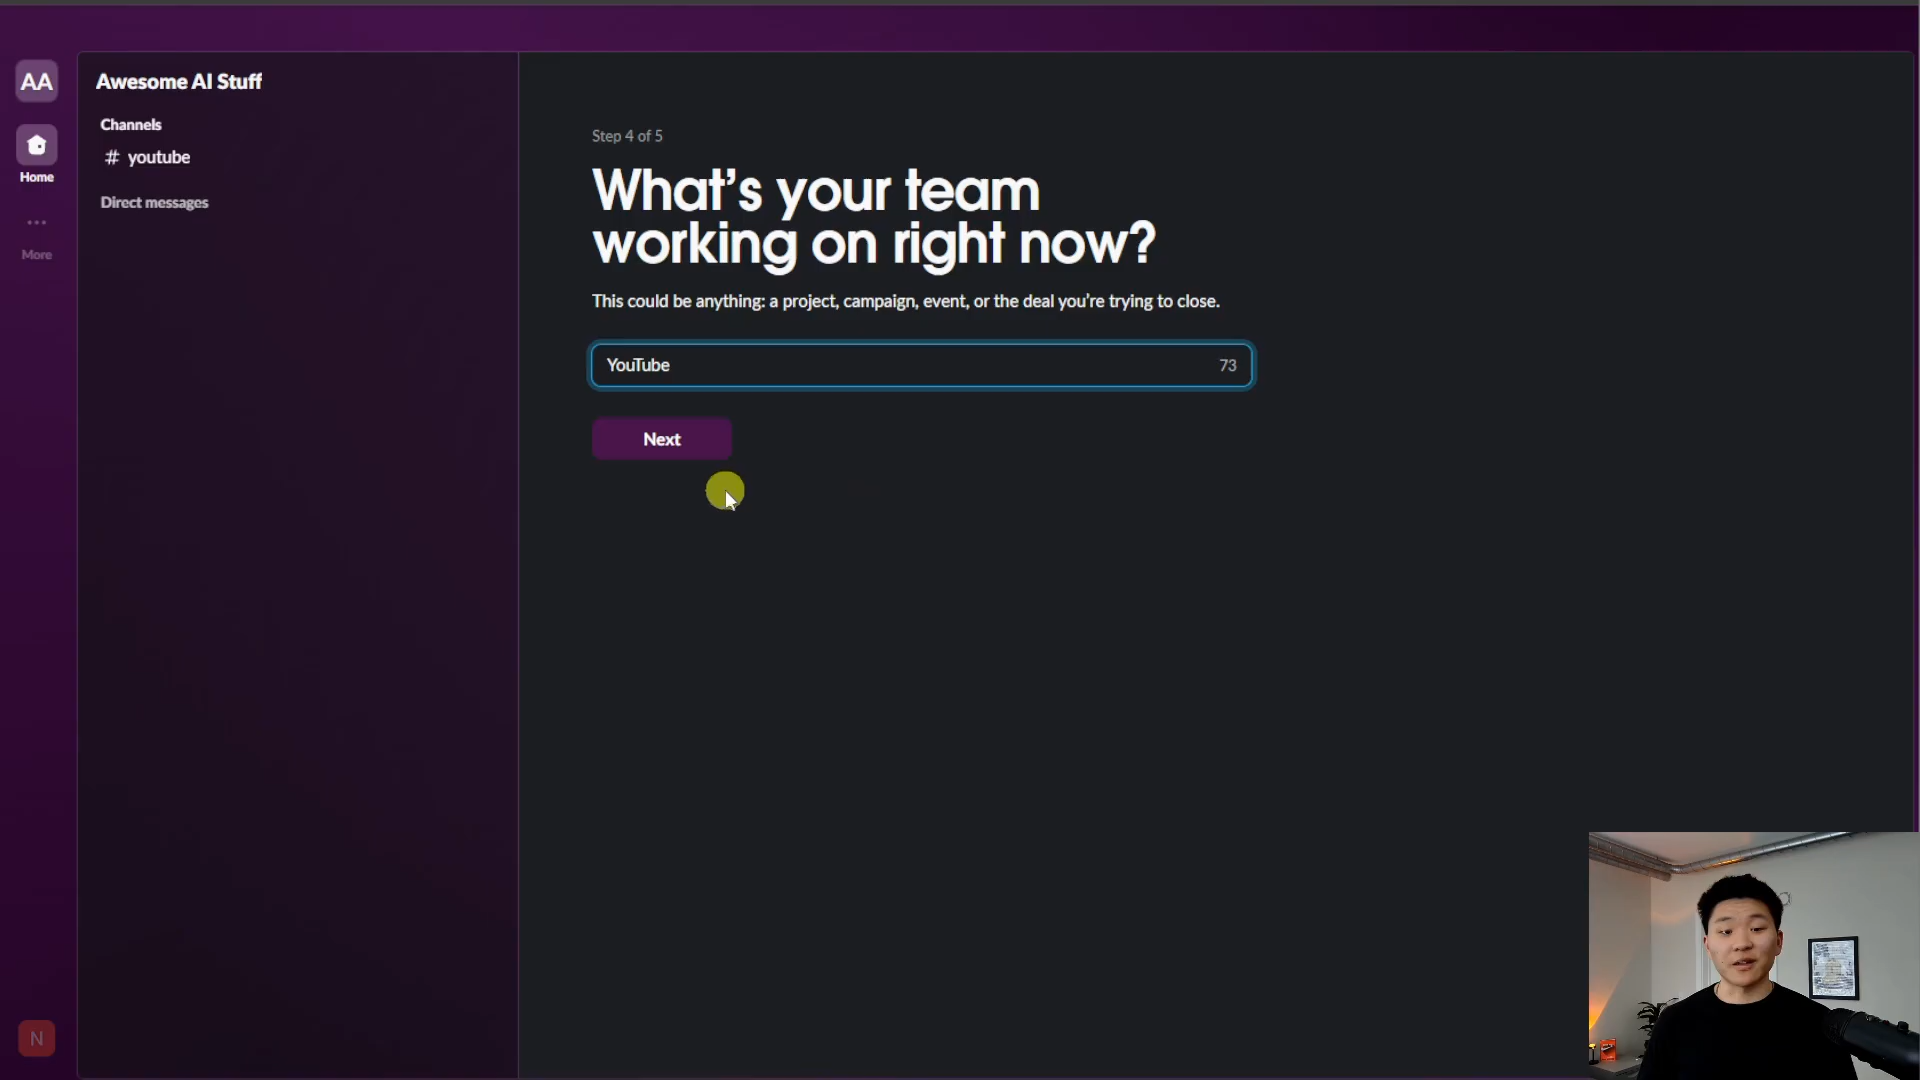 AA
Awesome AI Stuff
Channels
# youtube
Home
Direct messages
More
Step 4 of 5
What's your team
working on right now?
This could be anything: a project, campaign, event, or the deal you're trying to close.
YouTube
73
Next
N